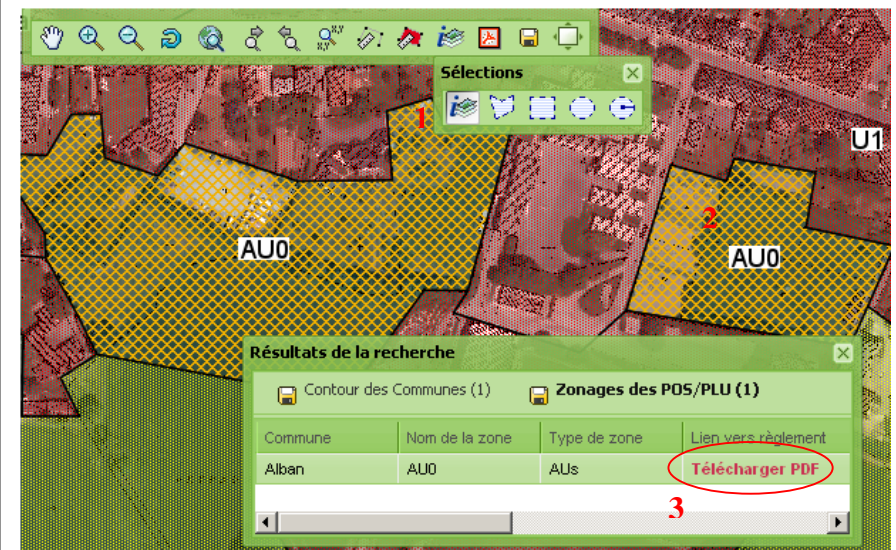 x,y
x,y
Sélections
1
U1
2
AU0
AU0
Résultats de la recherche
Contour des Communes (1) Zonages des POS/PLU (1)
Commune Nom de la zone Type de zone Lien vers règlement
Alban AU0 AUs Télécharger PDF
3